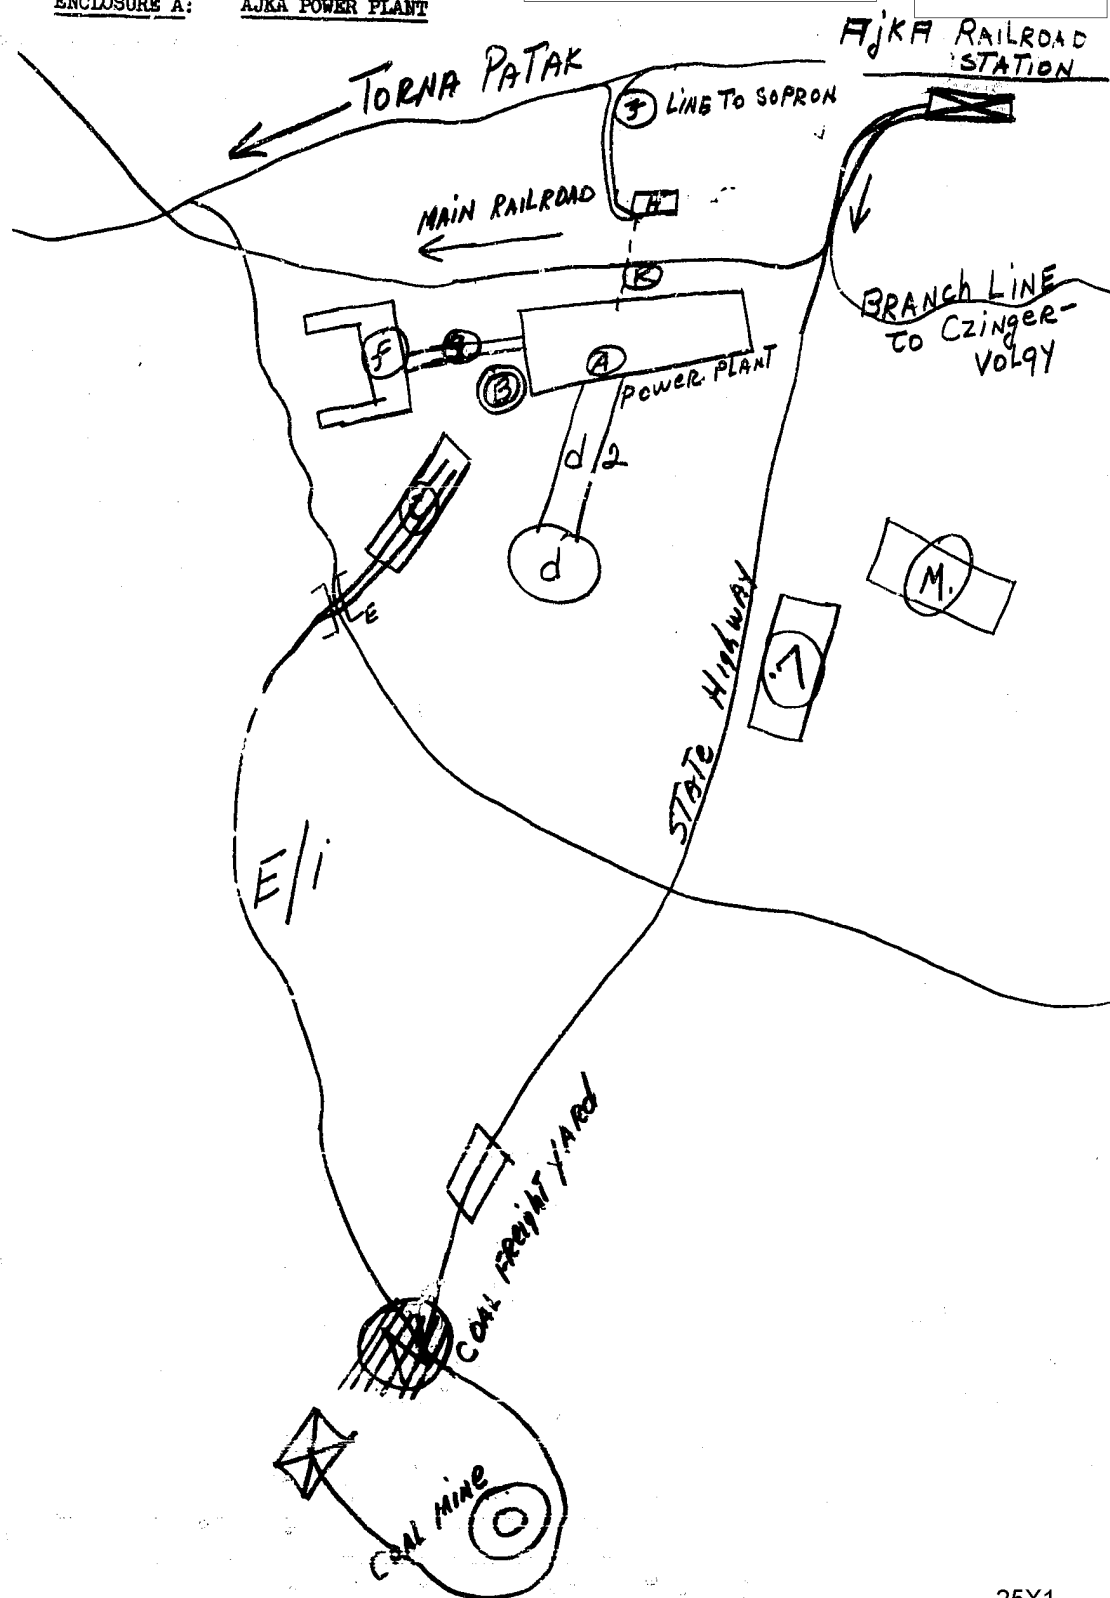 ENCLOSURE A: AJKA POWER PLANT
AjKA RAILROAD
STATION
TORNA PATAK
J LINE TO SOPRON
H
MAIN RAILROAD
K
BRANCh LINE
TO CZINGER-
VOLgY
F
g
B
A
POWER PLANT
d/2
C
d
E
M.
STATE HighWAY
E/i
COAL FREighT YARd
COAL MINE
25X1